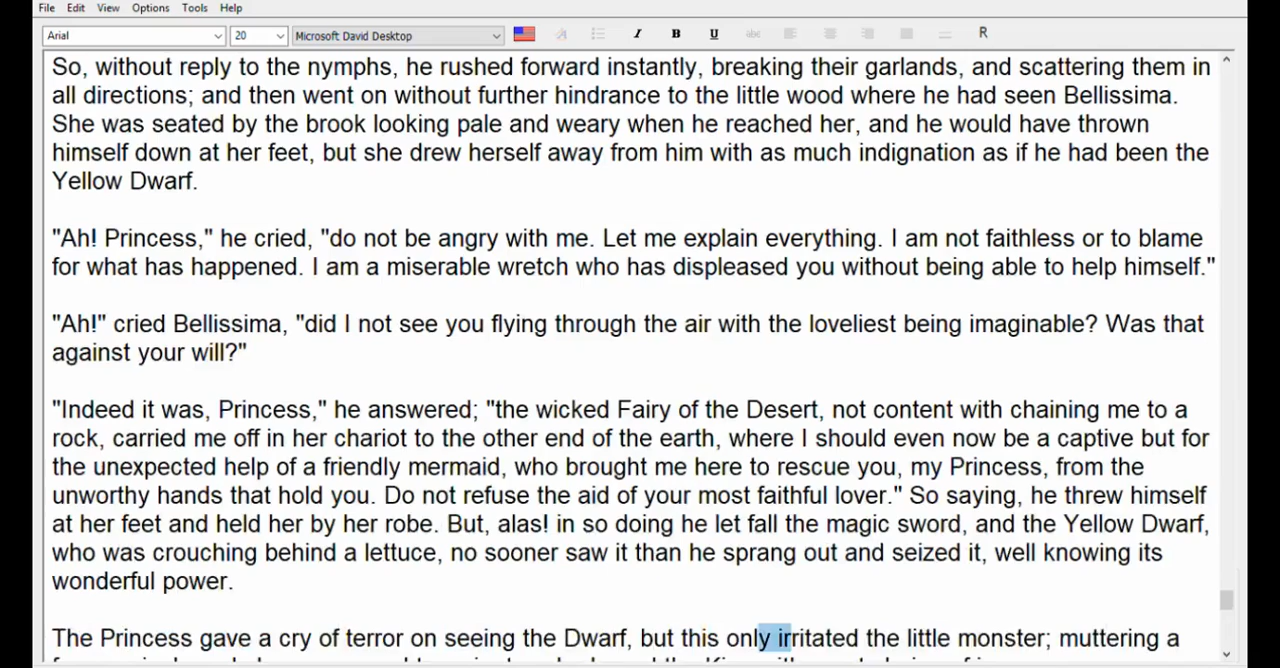 File Edit View Options Tools Help
Arial 20 Microsoft David Desktop I B U abc R
So, without reply to the nymphs, he rushed forward instantly, breaking their garlands, and scattering them in
all directions; and then went on without further hindrance to the little wood where he had seen Bellissima.
She was seated by the brook looking pale and weary when he reached her, and he would have thrown
himself down at her feet, but she drew herself away from him with as much indignation as if he had been the
Yellow Dwarf.
"Ah! Princess," he cried, "do not be angry with me. Let me explain everything. I am not faithless or to blame
for what has happened. I am a miserable wretch who has displeased you without being able to help himself."
"Ah!" cried Bellissima, "did I not see you flying through the air with the loveliest being imaginable? Was that
against your will?"
"Indeed it was, Princess," he answered; "the wicked Fairy of the Desert, not content with chaining me to a
rock, carried me off in her chariot to the other end of the earth, where I should even now be a captive but for
the unexpected help of a friendly mermaid, who brought me here to rescue you, my Princess, from the
unworthy hands that hold you. Do not refuse the aid of your most faithful lover." So saying, he threw himself
at her feet and held her by her robe. But, alas! in so doing he let fall the magic sword, and the Yellow Dwarf,
who was crouching behind a lettuce, no sooner saw it than he sprang out and seized it, well knowing its
wonderful power.
The Princess gave a cry of terror on seeing the Dwarf, but this only irritated the little monster; muttering a